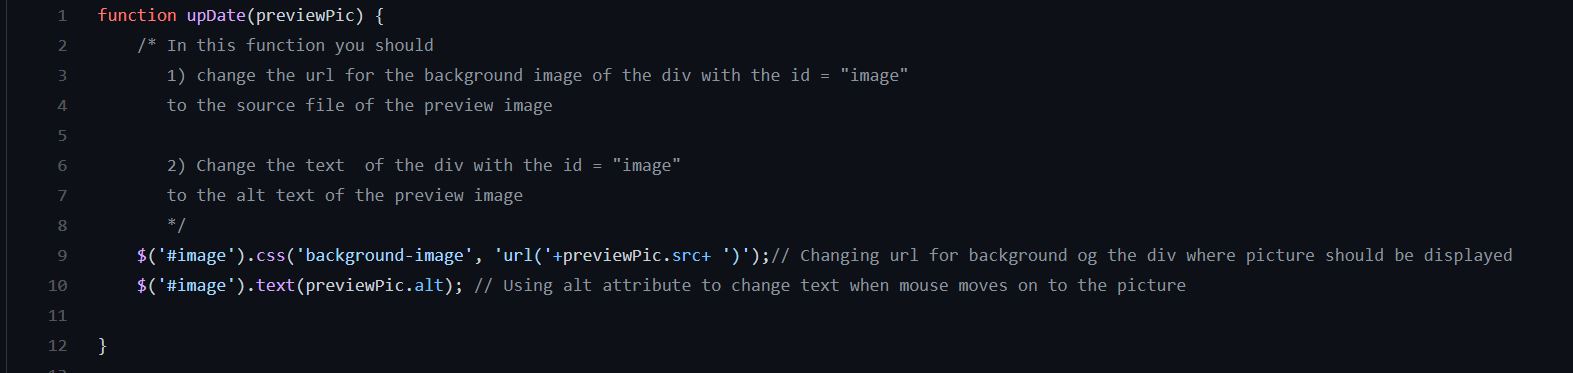 1 function upDate(previewPic) {
2 /* In this function you should
3 1) change the url for the background image of the div with the id = "image"
4 to the source file of the preview image
5
6 2) Change the text  of the div with the id = "image"
7 to the alt text of the preview image
8 */
9 $('#image').css('background-image', 'url('+previewPic.src+ ')');// Changing url for background og the div where picture should be displayed
10 $('#image').text(previewPic.alt); // Using alt attribute to change text when mouse moves on to the picture
11
12 }